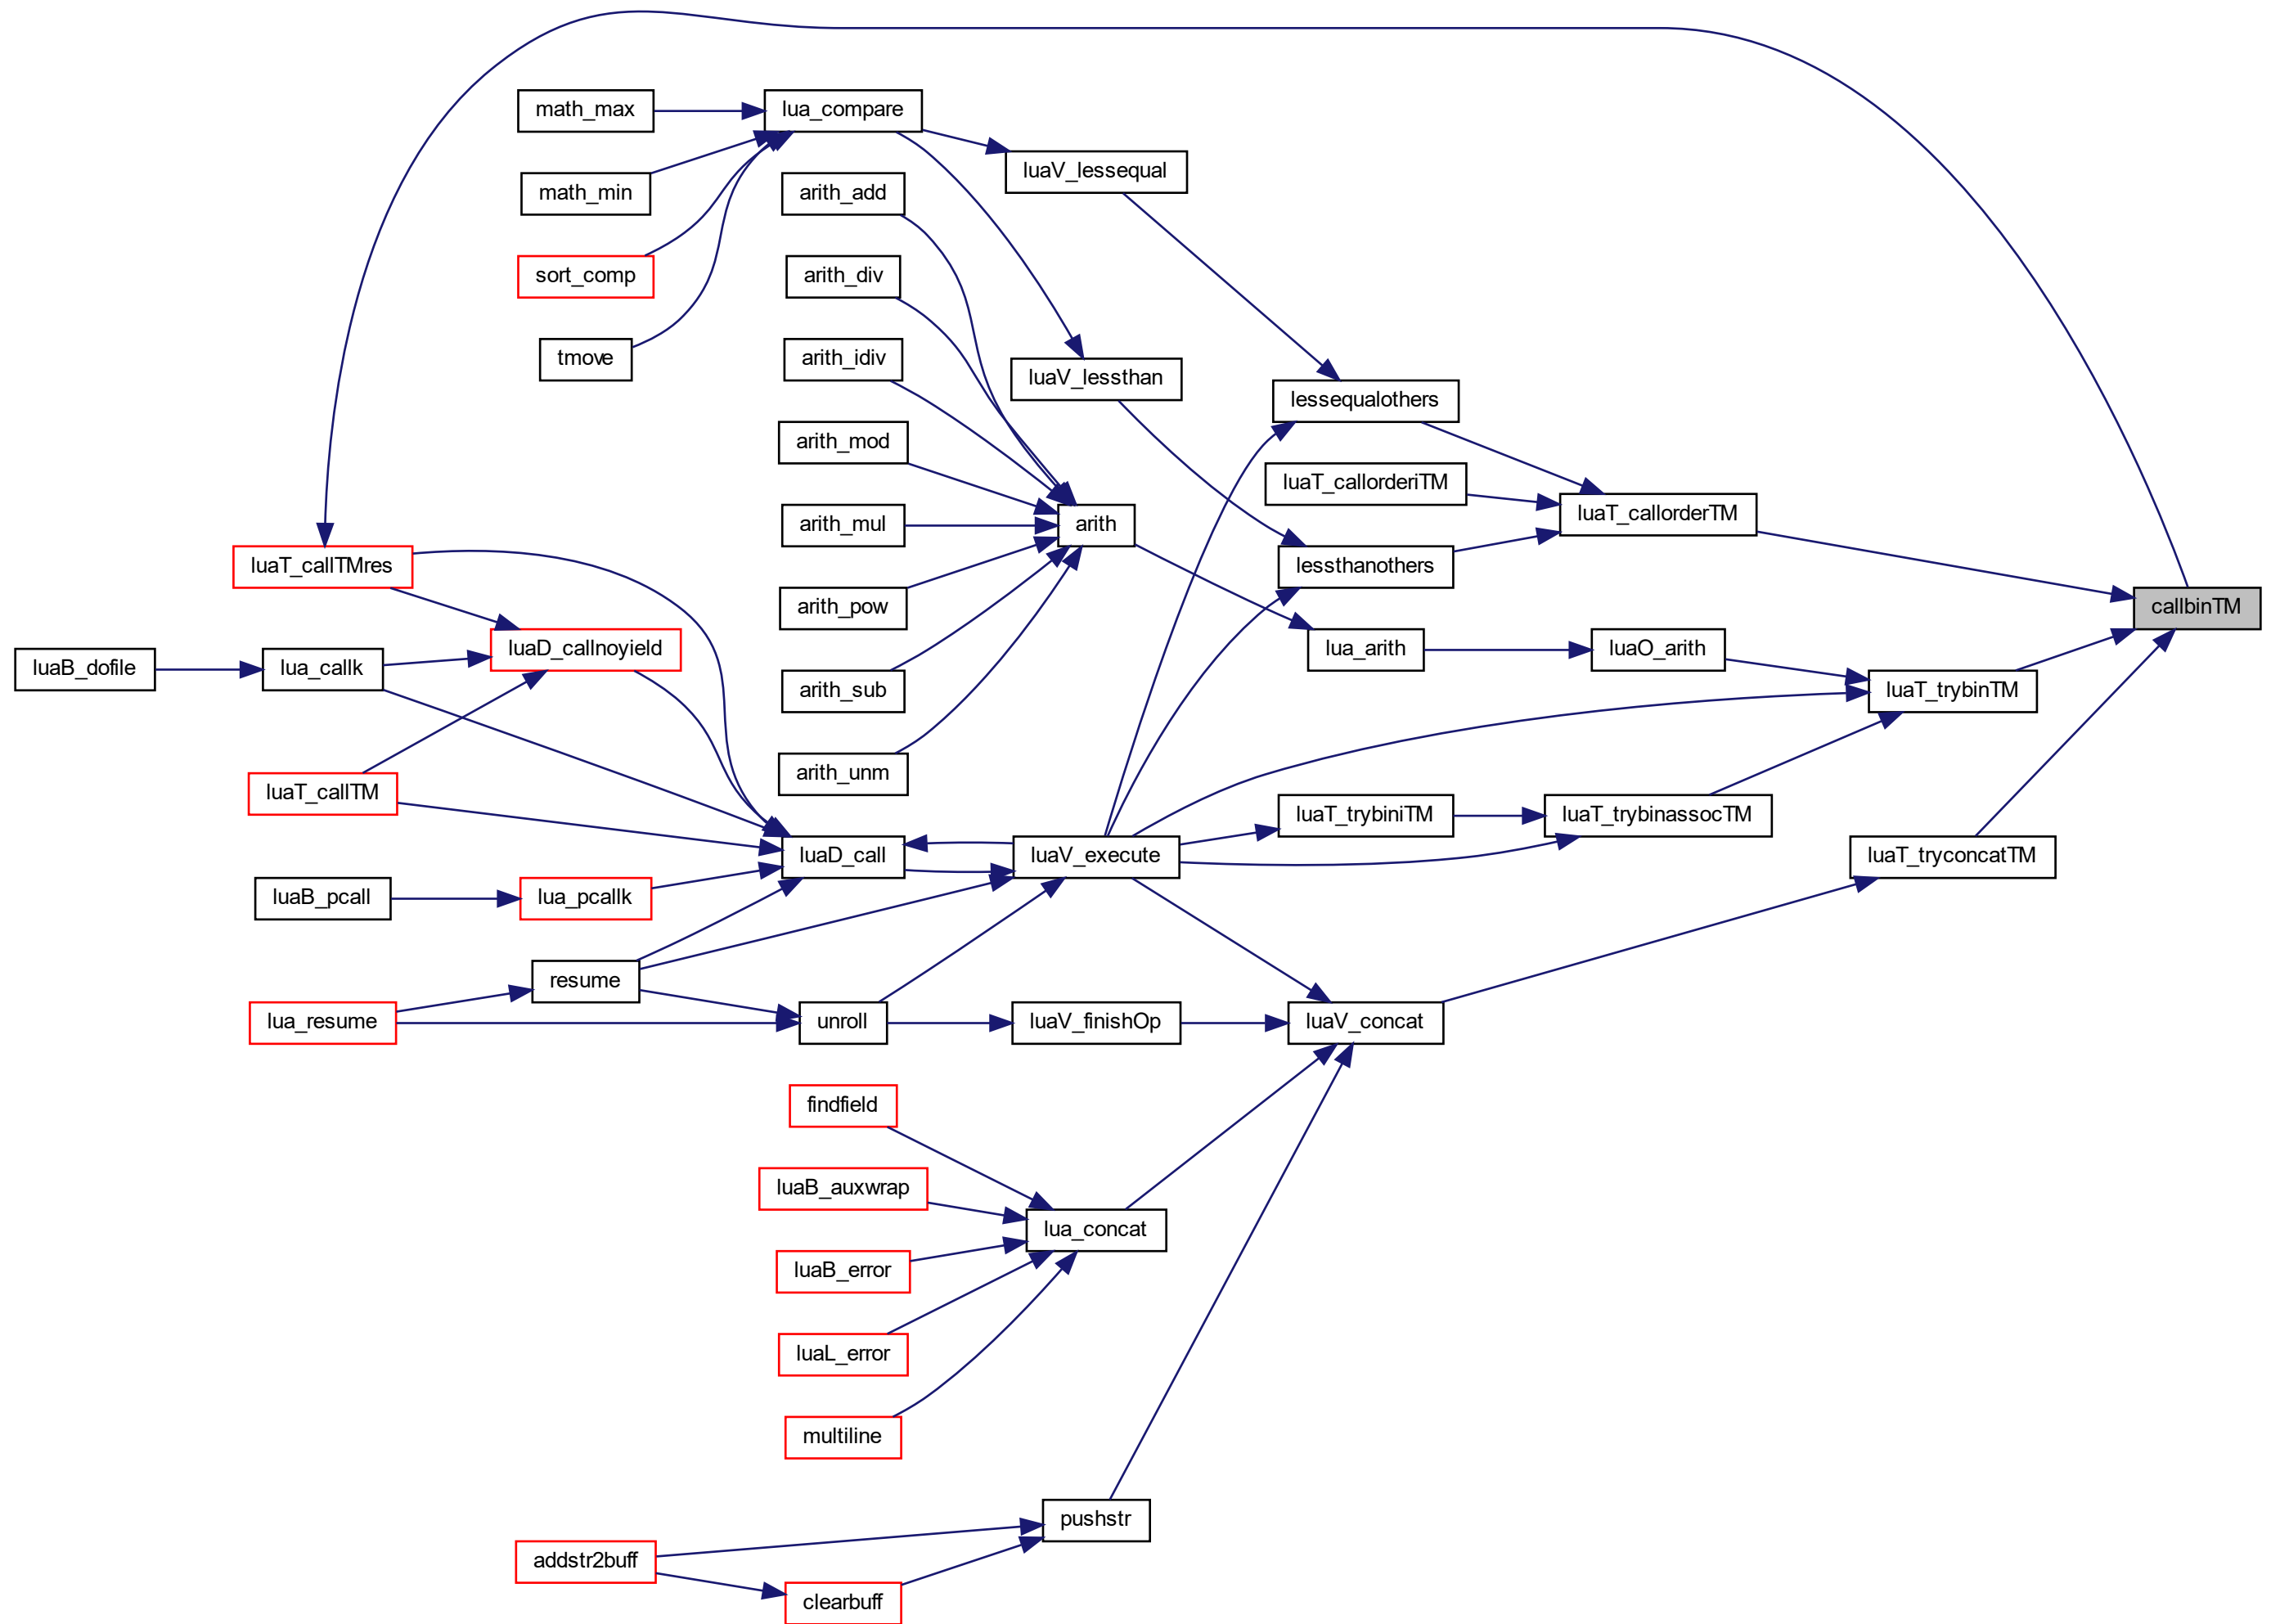 math_max
lua_compare
luaV_lessequal
math_min
arith_add
sort_comp
arith_div
tmove
arith_idiv
luaV_lessthan
lessequalothers
arith_mod
luaT_callorderiTM
luaT_callorderTM
arith_mul
arith
luaT_callTMres
lessthanothers
callbinTM
arith_pow
luaB_dofile
lua_callk
luaD_callnoyield
lua_arith
luaO_arith
arith_sub
luaT_trybinTM
arith_unm
luaT_callTM
luaT_trybiniTM
luaT_trybinassocTM
luaD_call
luaV_execute
luaT_tryconcatTM
luaB_pcall
lua_pcallk
resume
lua_resume
unroll
luaV_finishOp
luaV_concat
findfield
luaB_auxwrap
lua_concat
luaB_error
luaL_error
multiline
pushstr
addstr2buff
clearbuff